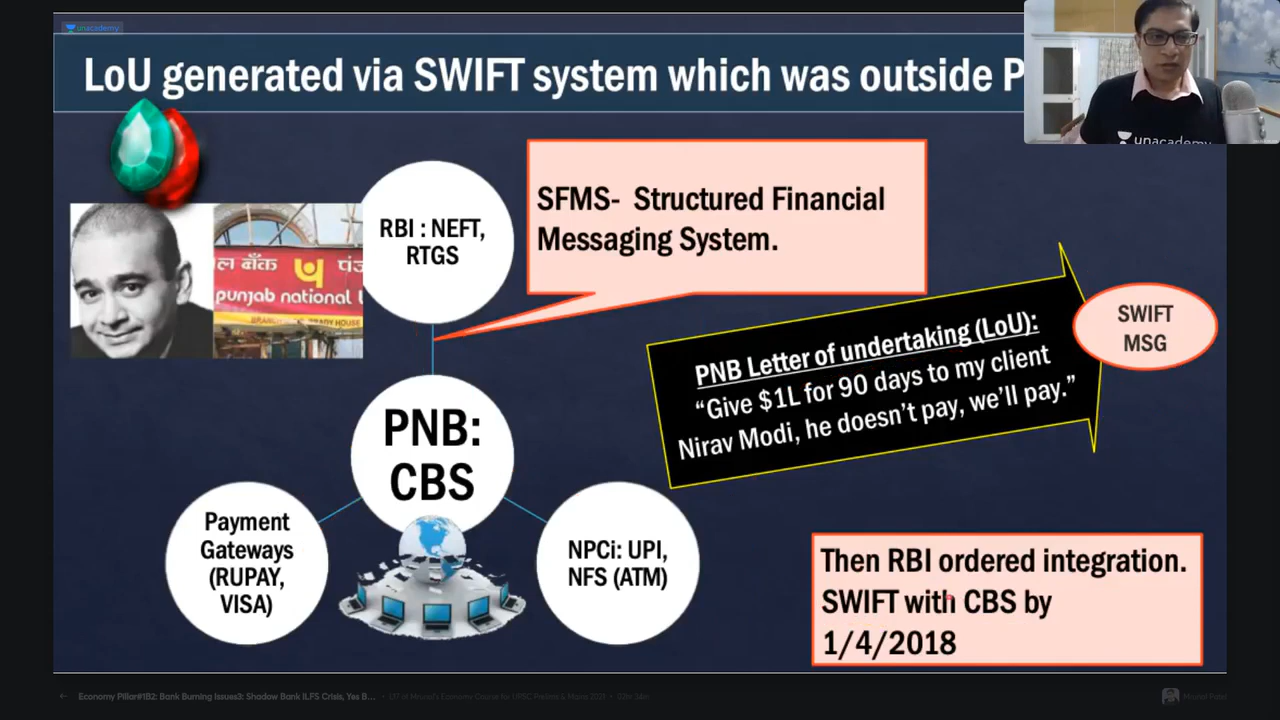 unacademy
LoU generated via SWIFT system which was outside P
unacademy
RBI : NEFT,
RTGS
SFMS- Structured Financial
Messaging System.
पंज
punjab national
PNB Letter of undertaking (LoU):
“Give $1L for 90 days to my client
Nirav Modi, he doesn’t pay, we’ll pay.”
SWIFT
MSG
PNB:
CBS
Payment
Gateways
(RUPAY,
VISA)
NPCi: UPI,
NFS (ATM)
Then RBI ordered integration.
SWIFT with CBS by
1/4/2018
Economy Pillar#1B2: Bank Burning Issues3: Shadow Bank ILFS Crisis, Yes B...